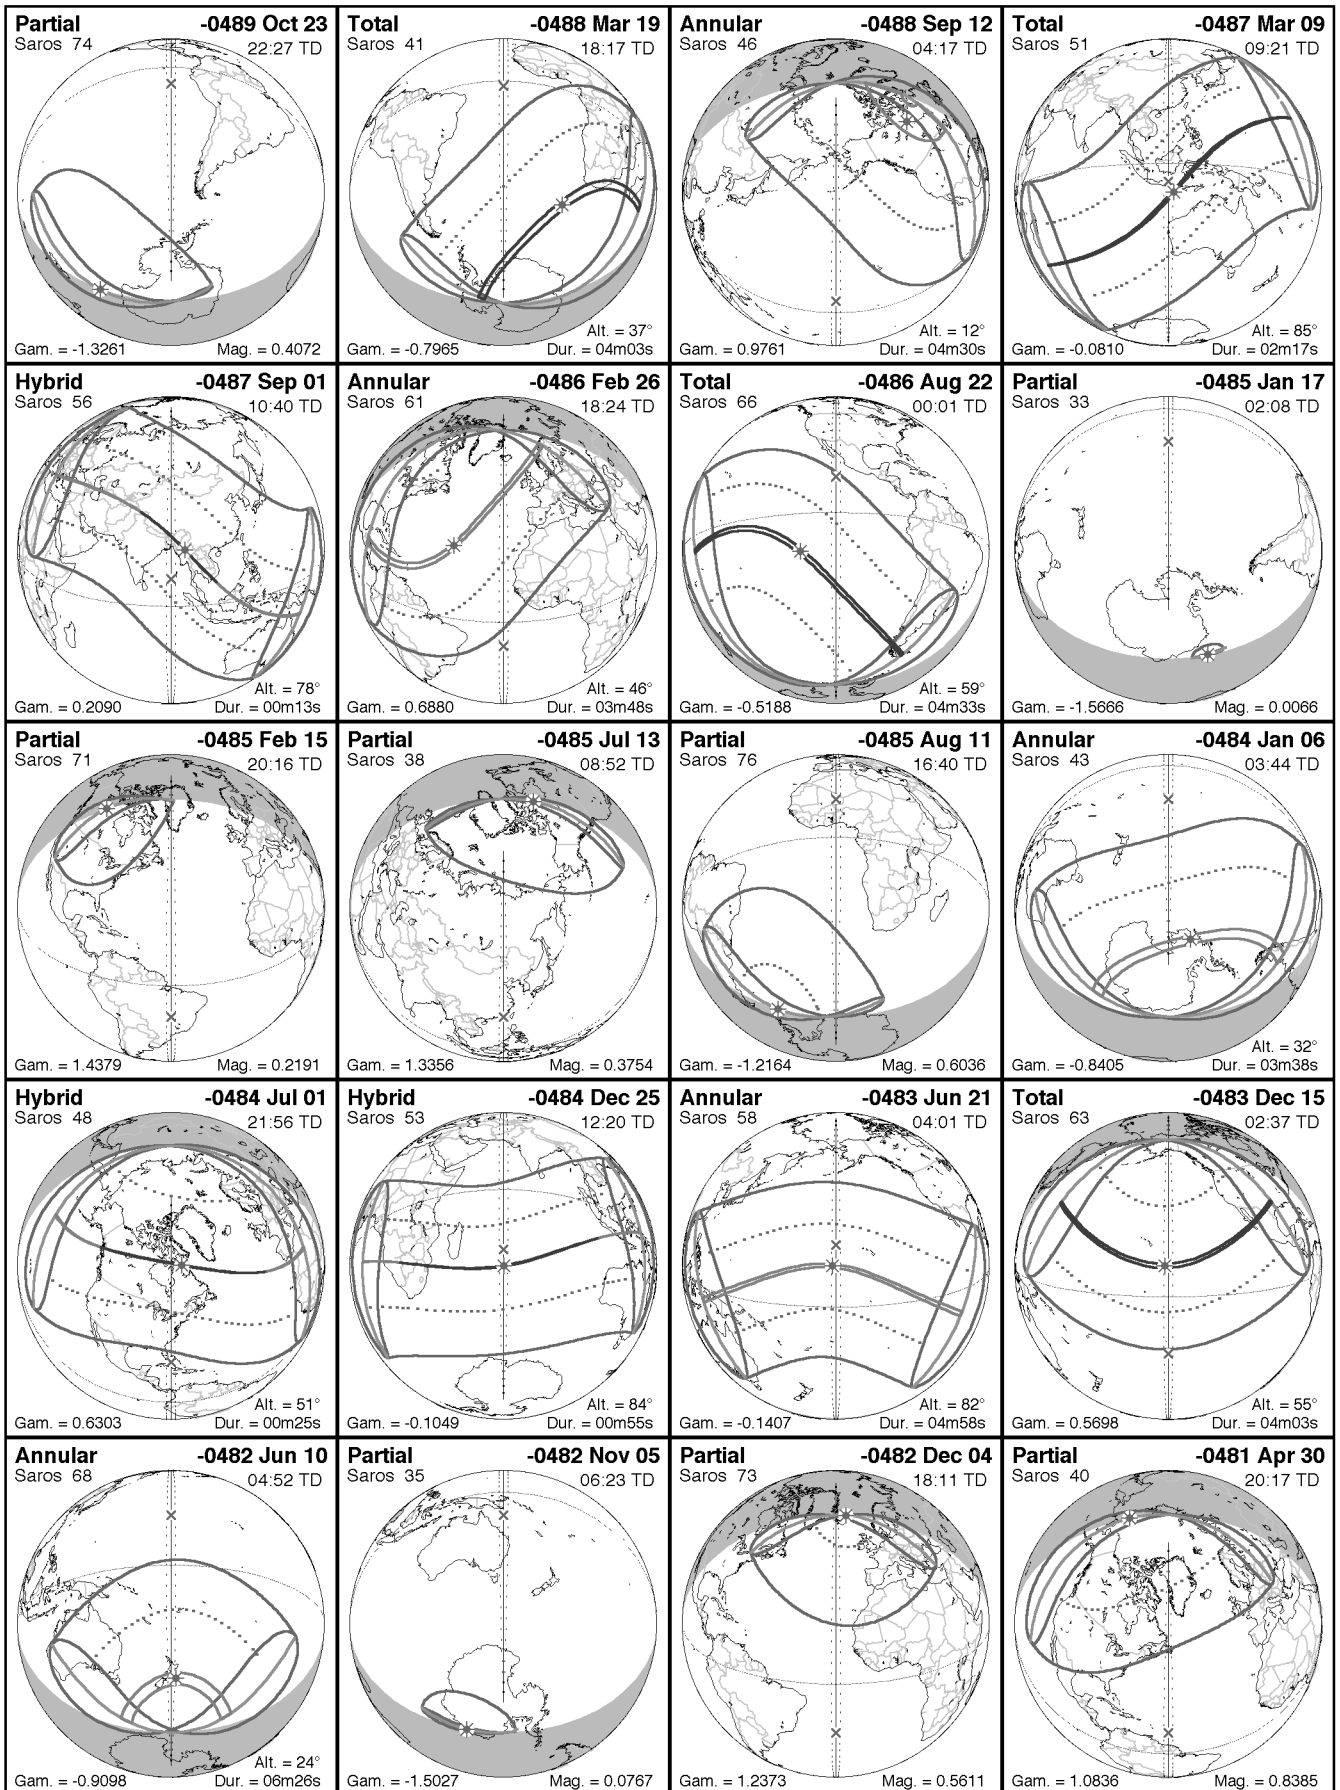 Partial -0489 Oct 23
Saros 74 22:27 TD
Gam. = -1.3261 Mag. = 0.4072
Total -0488 Mar 19
Saros 41 18:17 TD
Alt. = 37°
Gam. = -0.7965 Dur. = 04m03s
Annular -0488 Sep 12
Saros 46 04:17 TD
Alt. = 12°
Gam. = 0.9761 Dur. = 04m30s
Total -0487 Mar 09
Saros 51 09:21 TD
Alt. = 85°
Gam. = -0.0810 Dur. = 02m17s
Hybrid -0487 Sep 01
Saros 56 10:40 TD
Alt. = 78°
Gam. = 0.2090 Dur. = 00m13s
Annular -0486 Feb 26
Saros 61 18:24 TD
Alt. = 46°
Gam. = 0.6880 Dur. = 03m48s
Total -0486 Aug 22
Saros 66 00:01 TD
Alt. = 59°
Gam. = -0.5188 Dur. = 04m33s
Partial -0485 Jan 17
Saros 33 02:08 TD
Gam. = -1.5666 Mag. = 0.0066
Partial -0485 Feb 15
Saros 71 20:16 TD
Gam. = 1.4379 Mag. = 0.2191
Partial -0485 Jul 13
Saros 38 08:52 TD
Gam. = 1.3356 Mag. = 0.3754
Partial -0485 Aug 11
Saros 76 16:40 TD
Gam. = -1.2164 Mag. = 0.6036
Annular -0484 Jan 06
Saros 43 03:44 TD
Alt. = 32°
Gam. = -0.8405 Dur. = 03m38s
Hybrid -0484 Jul 01
Saros 48 21:56 TD
Alt. = 51°
Gam. = 0.6303 Dur. = 00m25s
Hybrid -0484 Dec 25
Saros 53 12:20 TD
Alt. = 84°
Gam. = -0.1049 Dur. = 00m55s
Annular -0483 Jun 21
Saros 58 04:01 TD
Alt. = 82°
Gam. = -0.1407 Dur. = 04m58s
Total -0483 Dec 15
Saros 63 02:37 TD
Alt. = 55°
Gam. = 0.5698 Dur. = 04m03s
Annular -0482 Jun 10
Saros 68 04:52 TD
Alt. = 24°
Gam. = -0.9098 Dur. = 06m26s
Partial -0482 Nov 05
Saros 35 06:23 TD
Gam. = -1.5027 Mag. = 0.0767
Partial -0482 Dec 04
Saros 73 18:11 TD
Gam. = 1.2373 Mag. = 0.5611
Partial -0481 Apr 30
Saros 40 20:17 TD
Gam. = 1.0836 Mag. = 0.8385